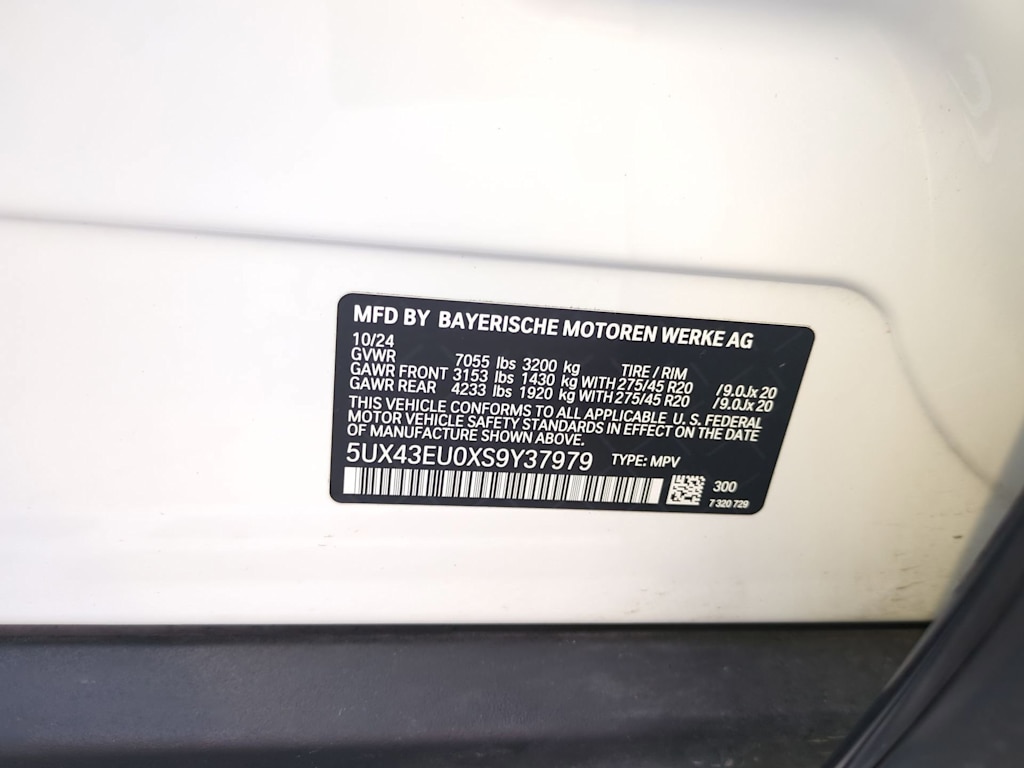 MFD BY BAYERISCHE MOTOREN WERKE AG
10/24
GVWR 7055 lbs 3200 kg TIRE / RIM
GAWR FRONT 3153 lbs 1430 kg WITH 275/45 R20 /9.0Jx 20
GAWR REAR 4233 lbs 1920 kg WITH 275/45 R20 /9.0Jx 20
THIS VEHICLE CONFORMS TO ALL APPLICABLE U. S. FEDERAL
MOTOR VEHICLE SAFETY STANDARDS IN EFFECT ON THE DATE
OF MANUFACTURE SHOWN ABOVE.
5UX43EU0XS9Y37979 TYPE: MPV
300
7 320 729